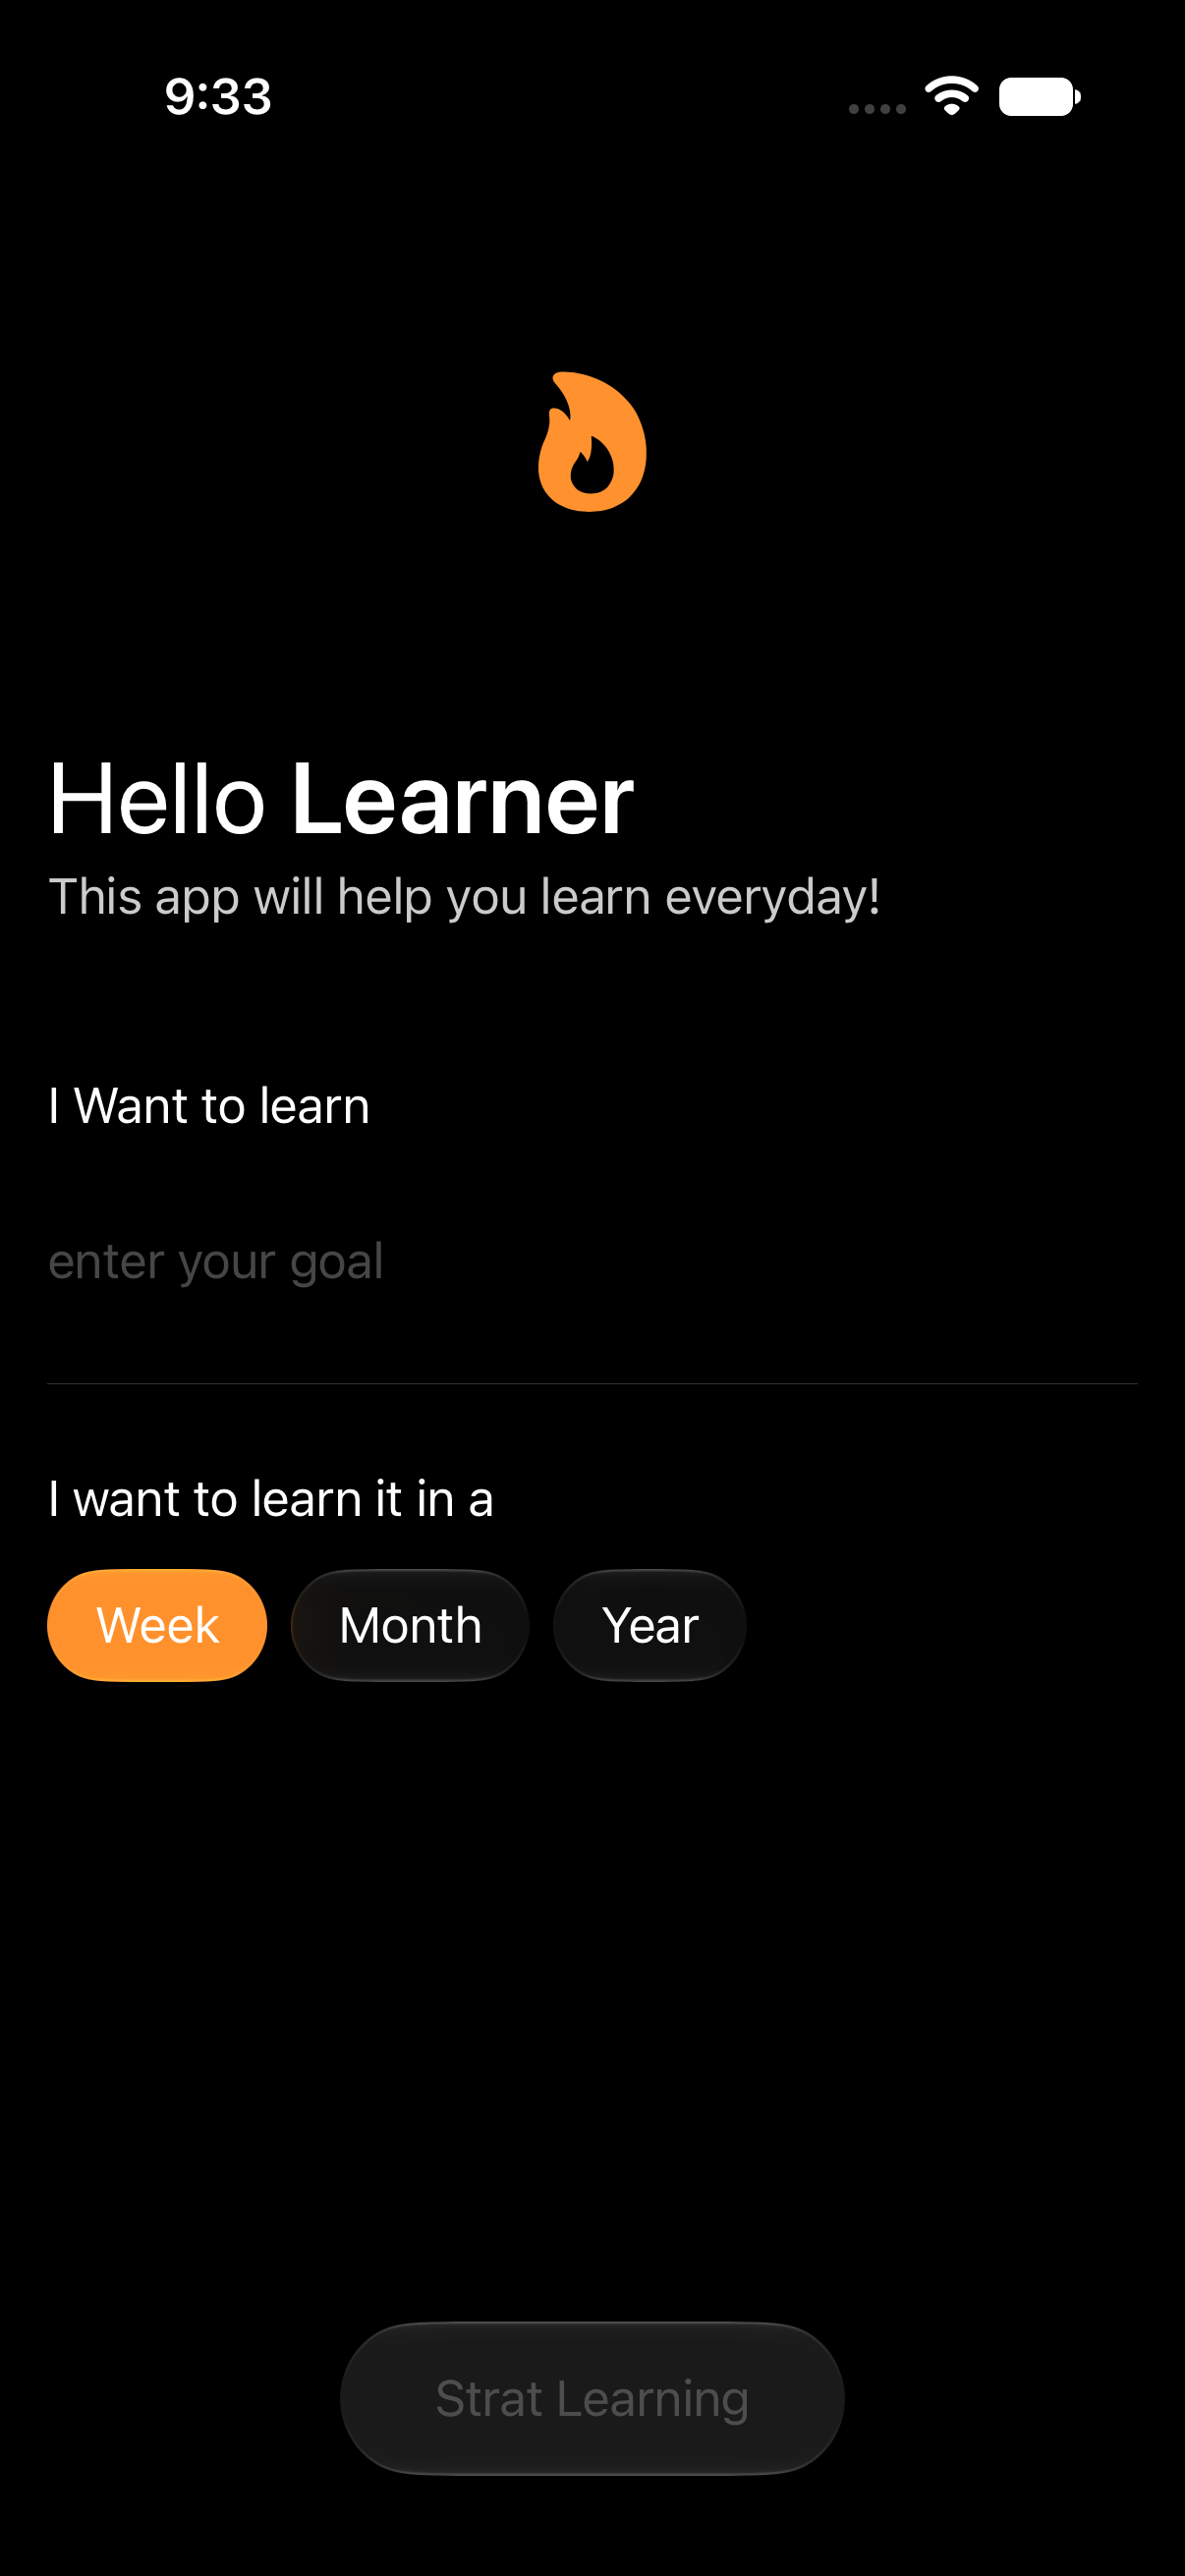 9:33
Hello Learner
This app will help you learn everyday!
I Want to learn
enter your goal
I want to learn it in a
Week Month Year
Strat Learning